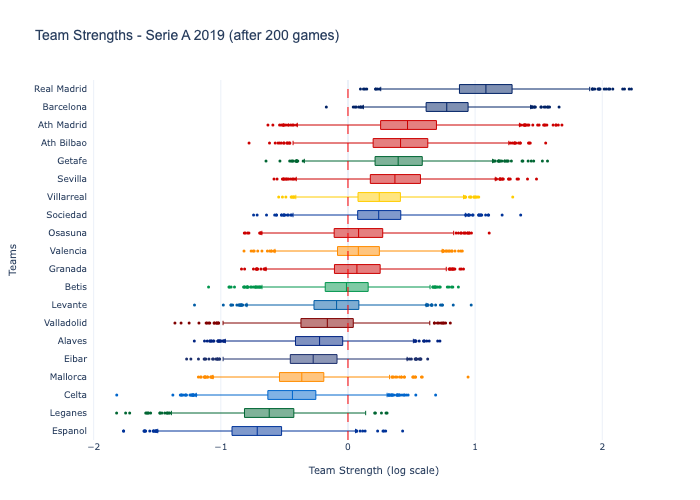 Team Strengths - Serie A 2019 (after 200 games)
Real Madrid
Barcelona
Ath Madrid
Ath Bilbao
Getafe
Sevilla
Villarreal
Sociedad
Osasuna
Valencia
Granada
Betis
Levante
Valladolid
Alaves
Eibar
Mallorca
Celta
Leganes
Espanol
Teams
−2 −1 0 1 2
Team Strength (log scale)